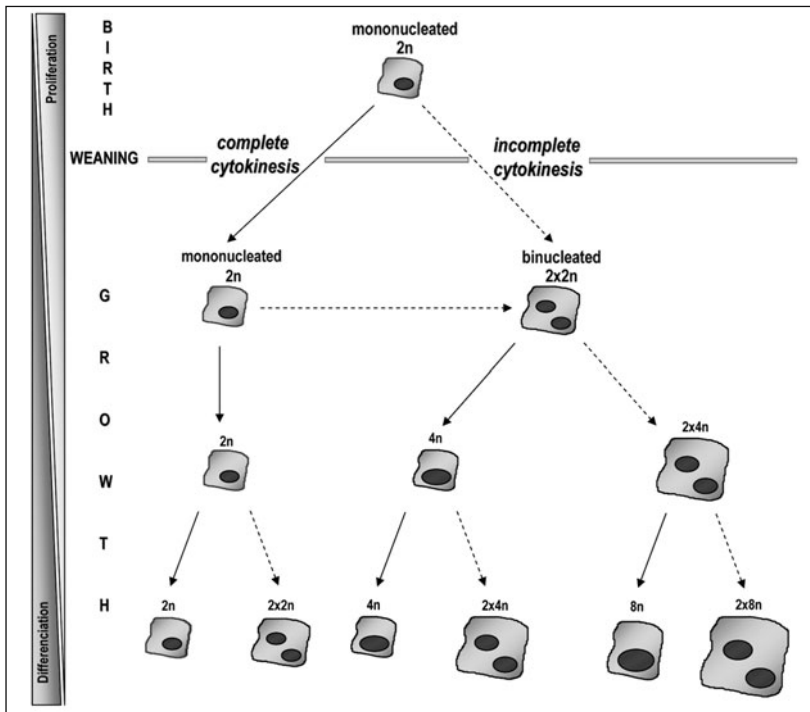 Proliferation
B
I
R
T
H
mononucleated
2n
WEANING
complete
cytokinesis
incomplete
cytokinesis
mononucleated
2n
binucleated
2x2n
G
R
O
W
T
H
2n
4n
2x4n
2n
2x2n
4n
2x4n
8n
2x8n
Differenciation